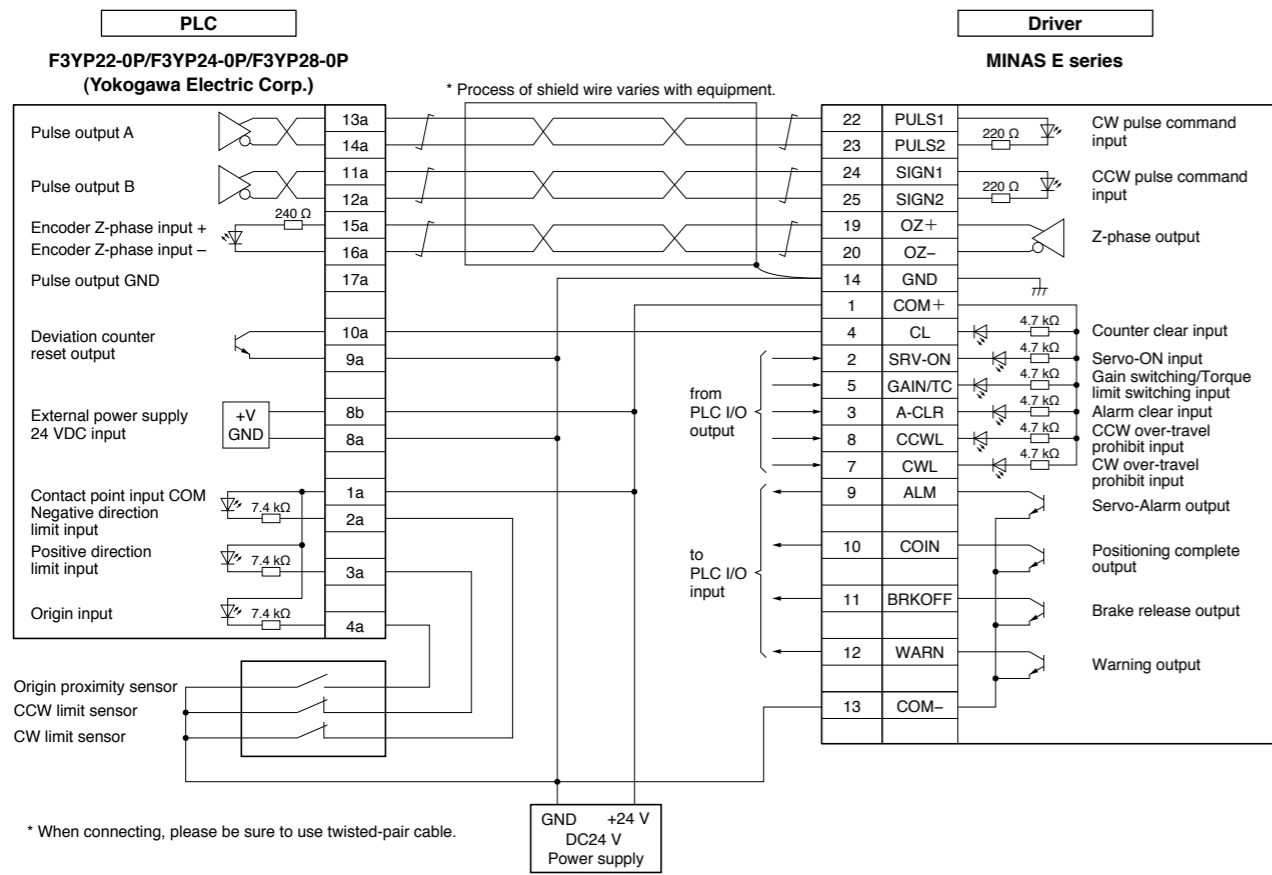 PLC
Driver
F3YP22-0P/F3YP24-0P/F3YP28-0P
(Yokogawa Electric Corp.)
MINAS E series
* Process of shield wire varies with equipment.
Pulse output A
13a
14a
22 PULS1
23 PULS2
220 Ω
CW pulse command
input
Pulse output B
11a
12a
24 SIGN1
25 SIGN2
220 Ω
CCW pulse command
input
Encoder Z-phase input +
240 Ω
15a
Encoder Z-phase input –
16a
19 OZ+
20 OZ–
Z-phase output
Pulse output GND
17a
14 GND
1 COM+
Deviation counter
reset output
10a
9a
4 CL
4.7 kΩ
Counter clear input
2 SRV-ON
4.7 kΩ
Servo-ON input
5 GAIN/TC
4.7 kΩ
Gain switching/Torque
limit switching input
from
PLC I/O
output
External power supply
24 VDC input
+V
GND
8b
8a
3 A-CLR
4.7 kΩ
Alarm clear input
8 CCWL
4.7 kΩ
CCW over-travel
prohibit input
7 CWL
4.7 kΩ
CW over-travel
prohibit input
Contact point input COM
1a
Negative direction
limit input
7.4 kΩ
2a
9 ALM
Servo-Alarm output
Positive direction
limit input
7.4 kΩ
3a
to
PLC I/O
input
10 COIN
Positioning complete
output
Origin input
7.4 kΩ
4a
11 BRKOFF
Brake release output
12 WARN
Warning output
Origin proximity sensor
CCW limit sensor
CW limit sensor
13 COM–
GND +24 V
DC24 V
Power supply
* When connecting, please be sure to use twisted-pair cable.